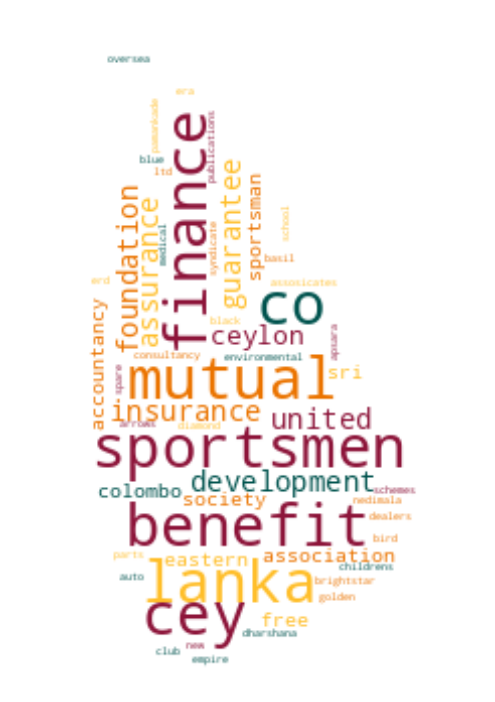 oversea
era
pamankade
finance
publications
blue
ltd
guarantee
sportsman
foundation
assurance
medical
syndicate
school
basil
erd
associcates
co
accountancy
black
ceylon
apsara
consultancy
environmental
spare
mutual
sri
insurance
united
arrows
diamond
sportsmen
development
colombo
schemes
society
nedimala
benefit
dealers
bird
parts
eastern
association
childrens
lanka
auto
brightstar
golden
cey
free
dharshana
club
new
empire